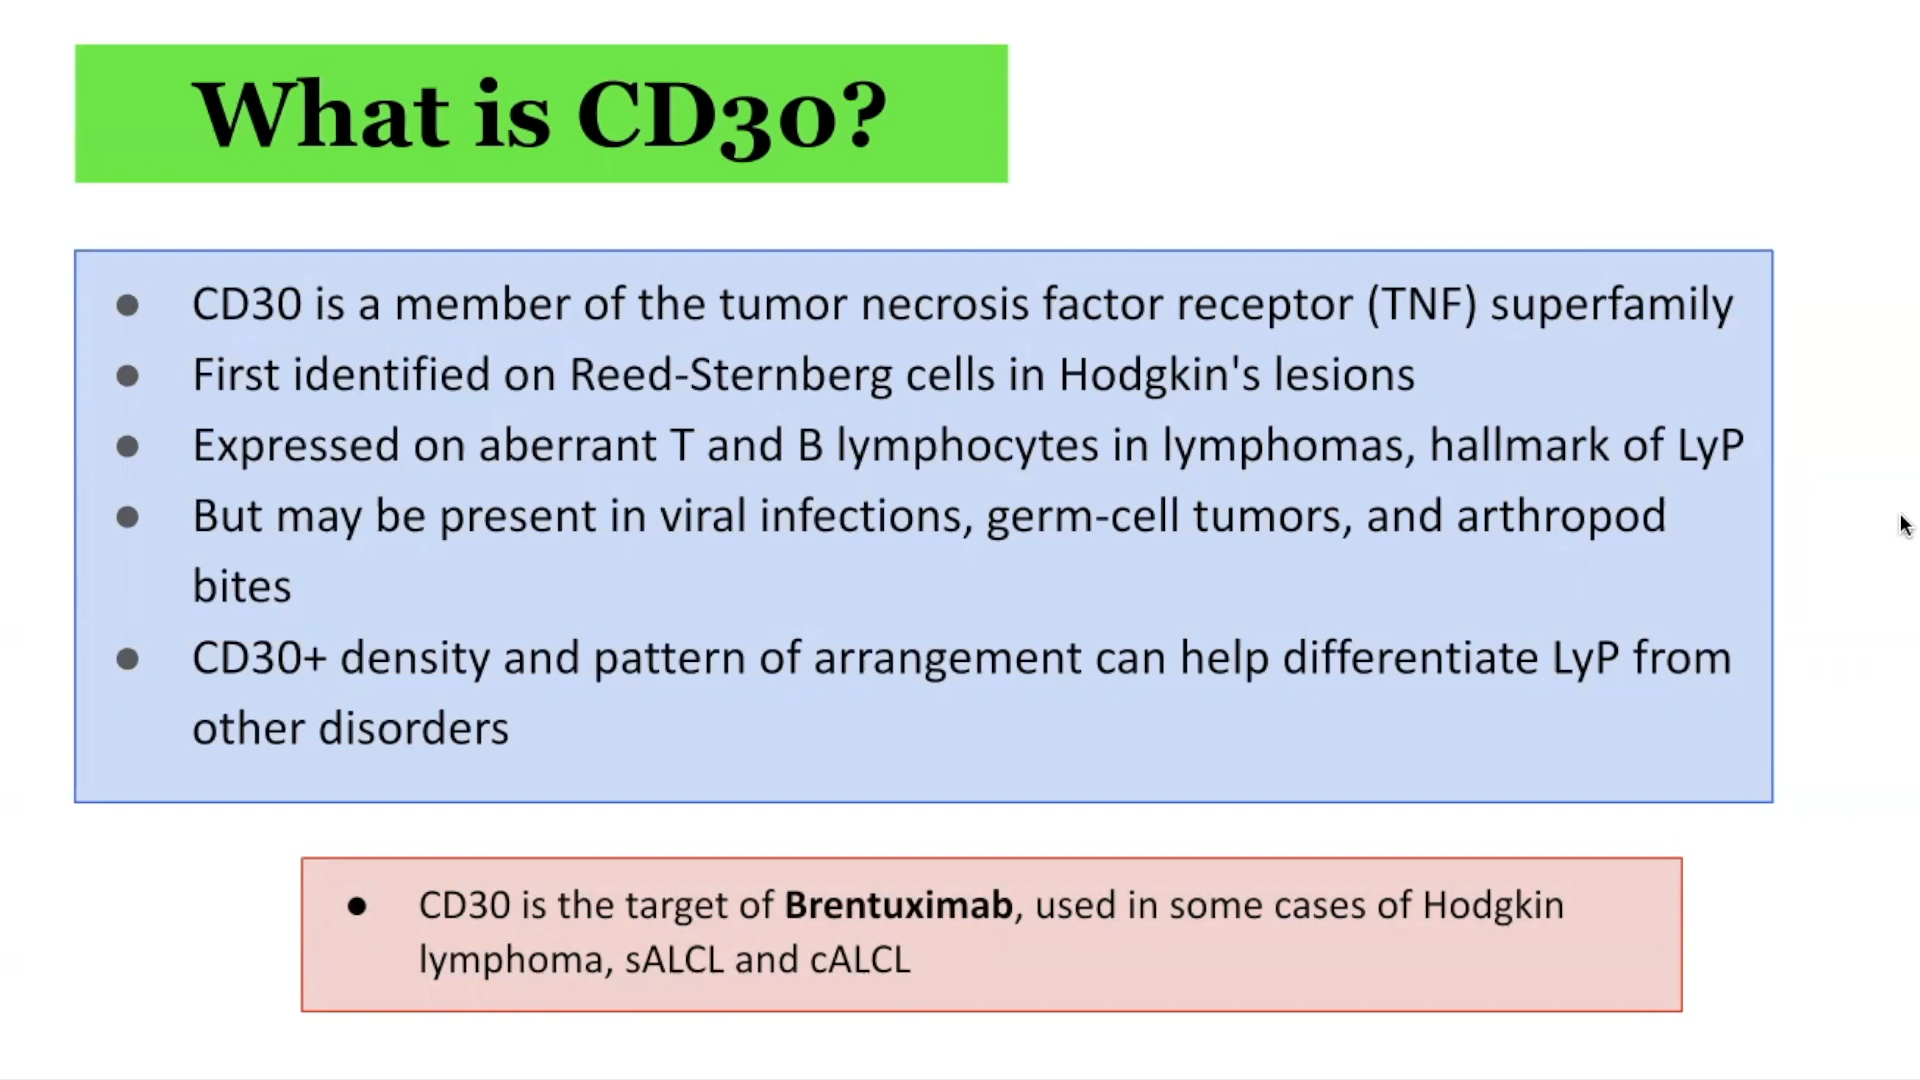 What is CD30?
● CD30 is a member of the tumor necrosis factor receptor (TNF) superfamily
● First identified on Reed-Sternberg cells in Hodgkin's lesions
● Expressed on aberrant T and B lymphocytes in lymphomas, hallmark of LyP
● But may be present in viral infections, germ-cell tumors, and arthropod
bites
● CD30+ density and pattern of arrangement can help differentiate LyP from
other disorders
● CD30 is the target of Brentuximab, used in some cases of Hodgkin
lymphoma, sALCL and cALCL